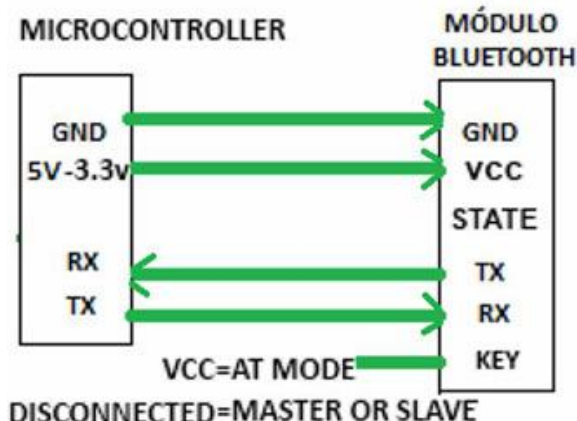 MICROCONTROLLER
MÓDULO
BLUETOOTH
GND
5V-3.3v
RX
TX
GND
VCC
STATE
TX
RX
KEY
VCC=AT MODE
DISCONNECTED=MASTER OR SLAVE